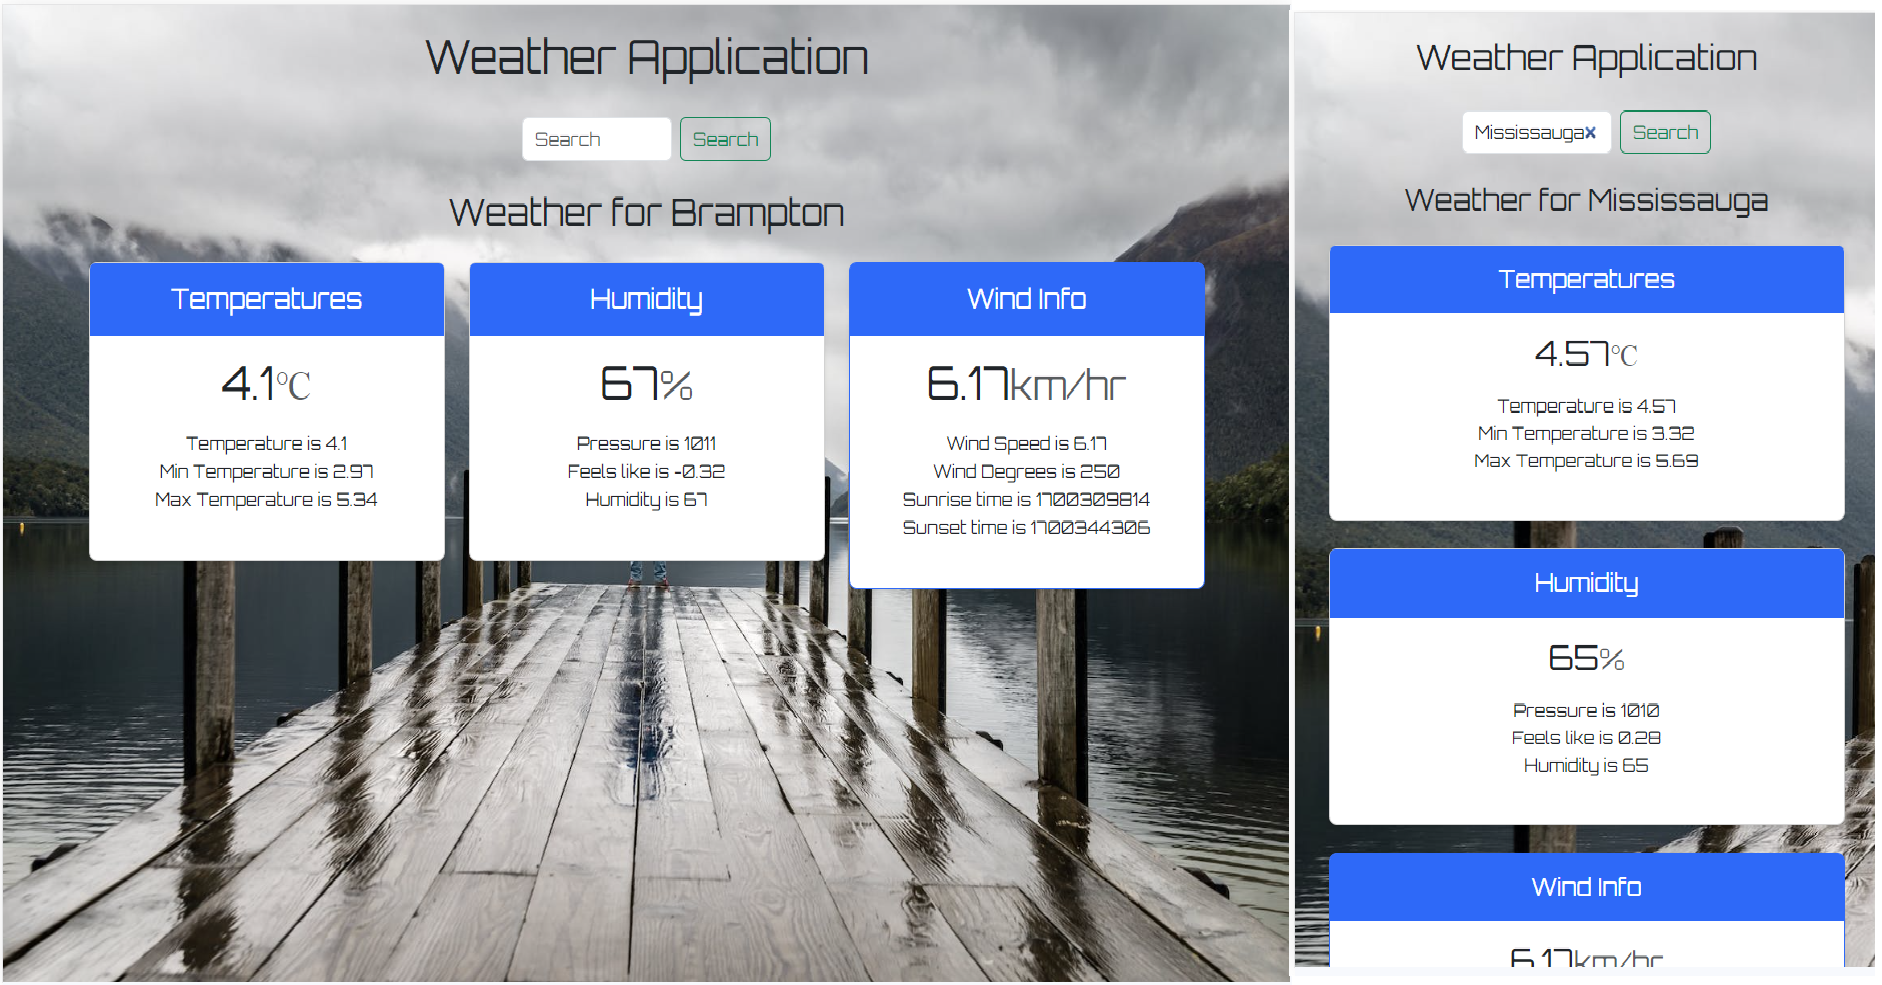 Weather Application
Search Search
Weather for Brampton
Temperatures
4.1°C
Temperature is 4.1
Min Temperature is 2.97
Max Temperature is 5.34
Humidity
67%
Pressure is 1011
Feels like is -0.32
Humidity is 67
Wind Info
6.17km/hr
Wind Speed is 6.17
Wind Degrees is 250
Sunrise time is 1700309814
Sunset time is 1700344306
Weather Application
Mississauga Search
Weather for Mississauga
Temperatures
4.57°C
Temperature is 4.57
Min Temperature is 3.32
Max Temperature is 5.69
Humidity
65%
Pressure is 1010
Feels like is 0.28
Humidity is 65
Wind Info
6.17km/hr